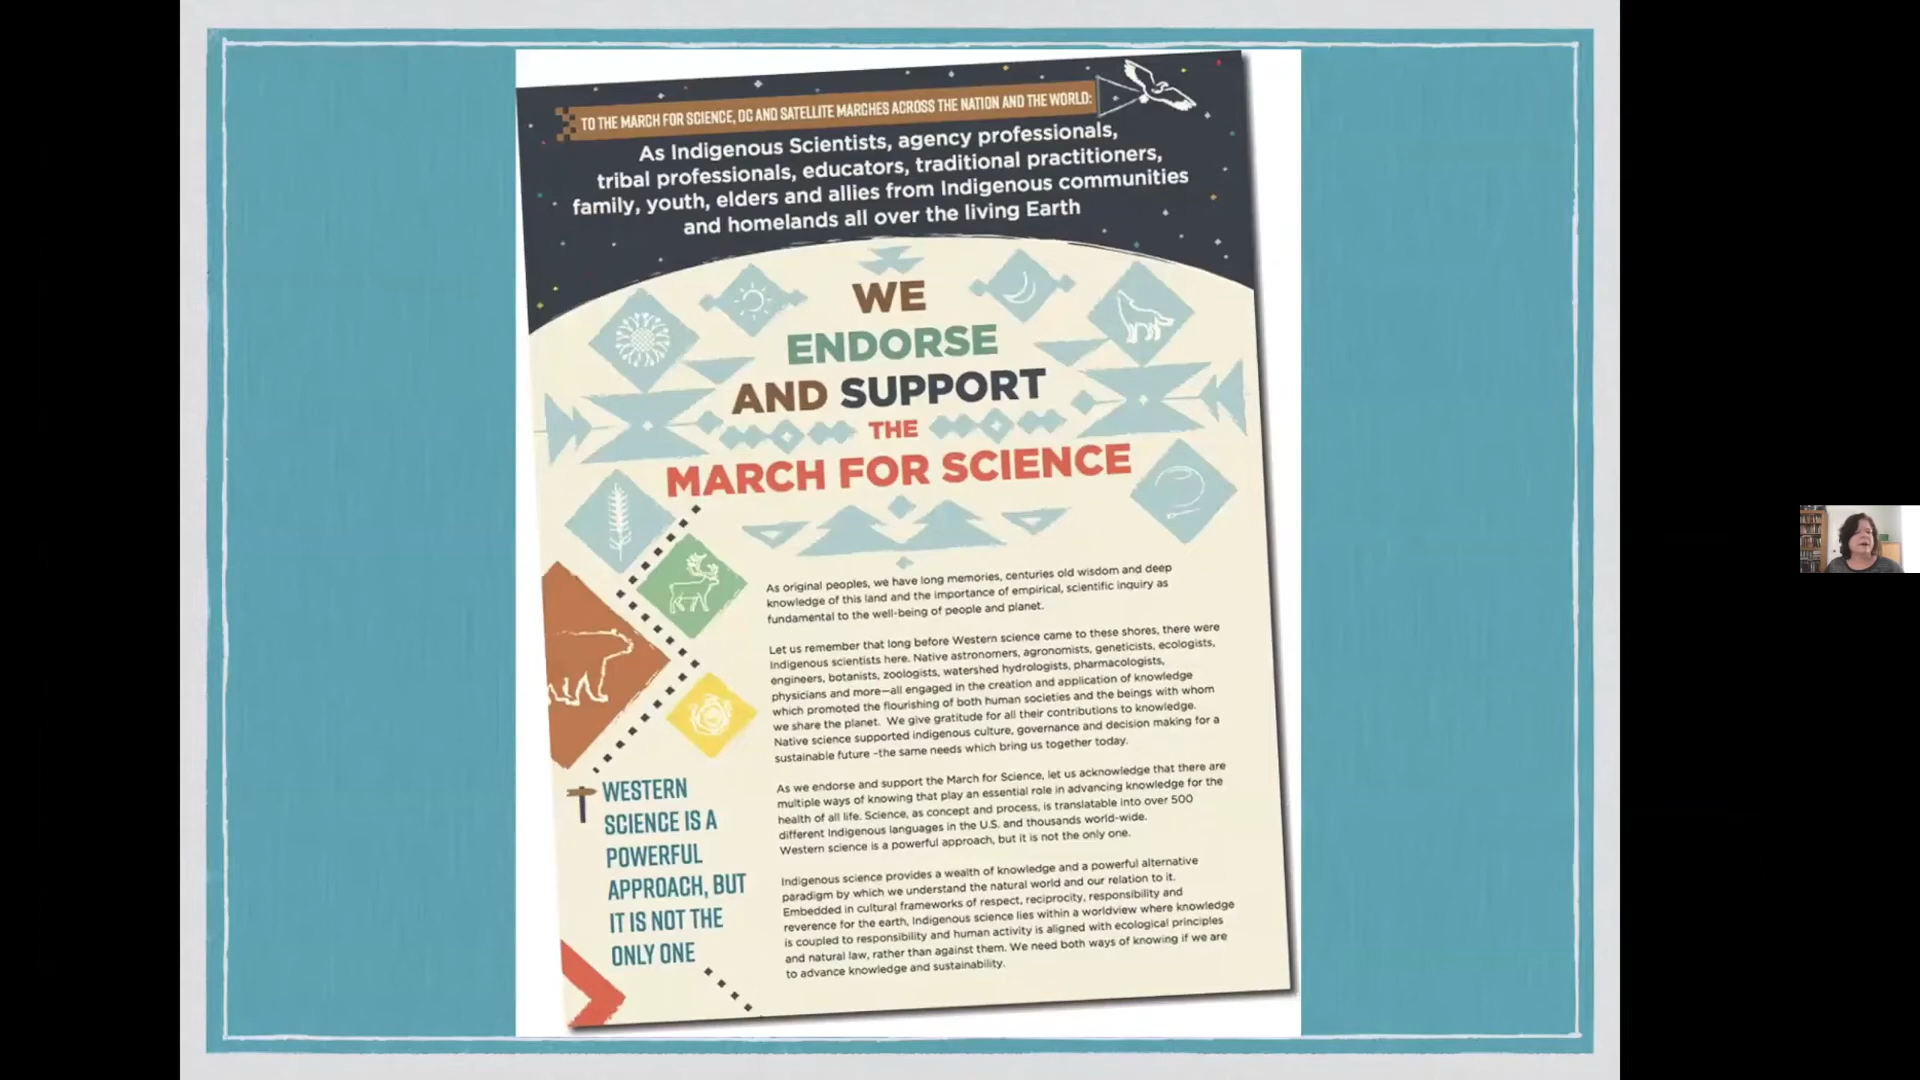 TO THE MARCH FOR SCIENCE, DC AND SATELLITE MARCHES ACROSS THE NATION AND THE WORLD:
As Indigenous Scientists, agency professionals,
tribal professionals, educators, traditional practitioners,
family, youth, elders and allies from Indigenous communities
and homelands all over the living Earth
WE
ENDORSE
AND SUPPORT
THE
MARCH FOR SCIENCE
As original peoples, we have long memories, centuries old wisdom and deep
knowledge of this land and the importance of empirical, scientific inquiry as
fundamental to the well-being of people and planet.
Let us remember that long before Western science came to these shores, there were
Indigenous scientists here. Native astronomers, agronomists, geneticists, ecologists,
engineers, botanists, zoologists, watershed hydrologists, pharmacologists,
physicians and more—all engaged in the creation and application of knowledge
which promoted the flourishing of both human societies and the beings with whom
we share the planet. We give gratitude for all their contributions to knowledge.
Native science supported indigenous culture, governance and decision making for a
sustainable future –the same needs which bring us together today.
As we endorse and support the March for Science, let us acknowledge that there are
multiple ways of knowing that play an essential role in advancing knowledge for the
health of all life. Science, as concept and process, is translatable into over 500
different Indigenous languages in the U.S. and thousands world-wide.
Western science is a powerful approach, but it is not the only one.
Indigenous science provides a wealth of knowledge and a powerful alternative
paradigm by which we understand the natural world and our relation to it.
Embedded in cultural frameworks of respect, reciprocity, responsibility and
reverence for the earth, Indigenous science lies within a worldview where knowledge
is coupled to responsibility and human activity is aligned with ecological principles
and natural law, rather than against them. We need both ways of knowing if we are
to advance knowledge and sustainability.
WESTERN
SCIENCE IS A
POWERFUL
APPROACH, BUT
IT IS NOT THE
ONLY ONE